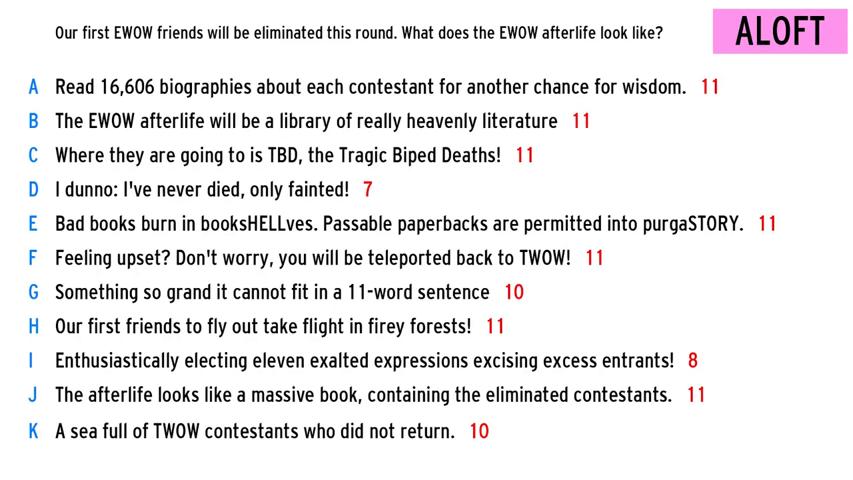 Our first EWOW friends will be eliminated this round. What does the EWOW afterlife look like?
ALOFT
A Read 16,606 biographies about each contestant for another chance for wisdom. 11
B The EWOW afterlife will be a library of really heavenly literature 11
C Where they are going to is TBD, the Tragic Biped Deaths! 11
D I dunno: I've never died, only fainted! 7
E Bad books burn in booksHELLves. Passable paperbacks are permitted into purgaSTORY. 11
F Feeling upset? Don't worry, you will be teleported back to TWOW! 11
G Something so grand it cannot fit in a 11-word sentence 10
H Our first friends to fly out take flight in firey forests! 11
I Enthusiastically electing eleven exalted expressions excising excess entrants! 8
J The afterlife looks like a massive book, containing the eliminated contestants. 11
K A sea full of TWOW contestants who did not return. 10